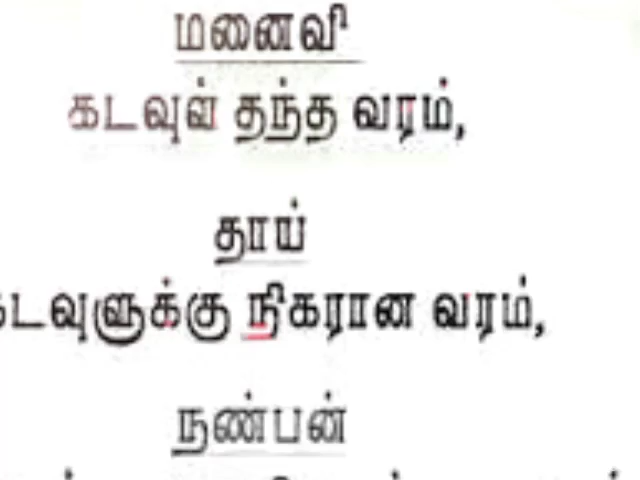 மனைவி
கடவுள் தந்த வரம்,
தாய்
கடவுளுக்கு நிகரான வரம்,
நண்பன்